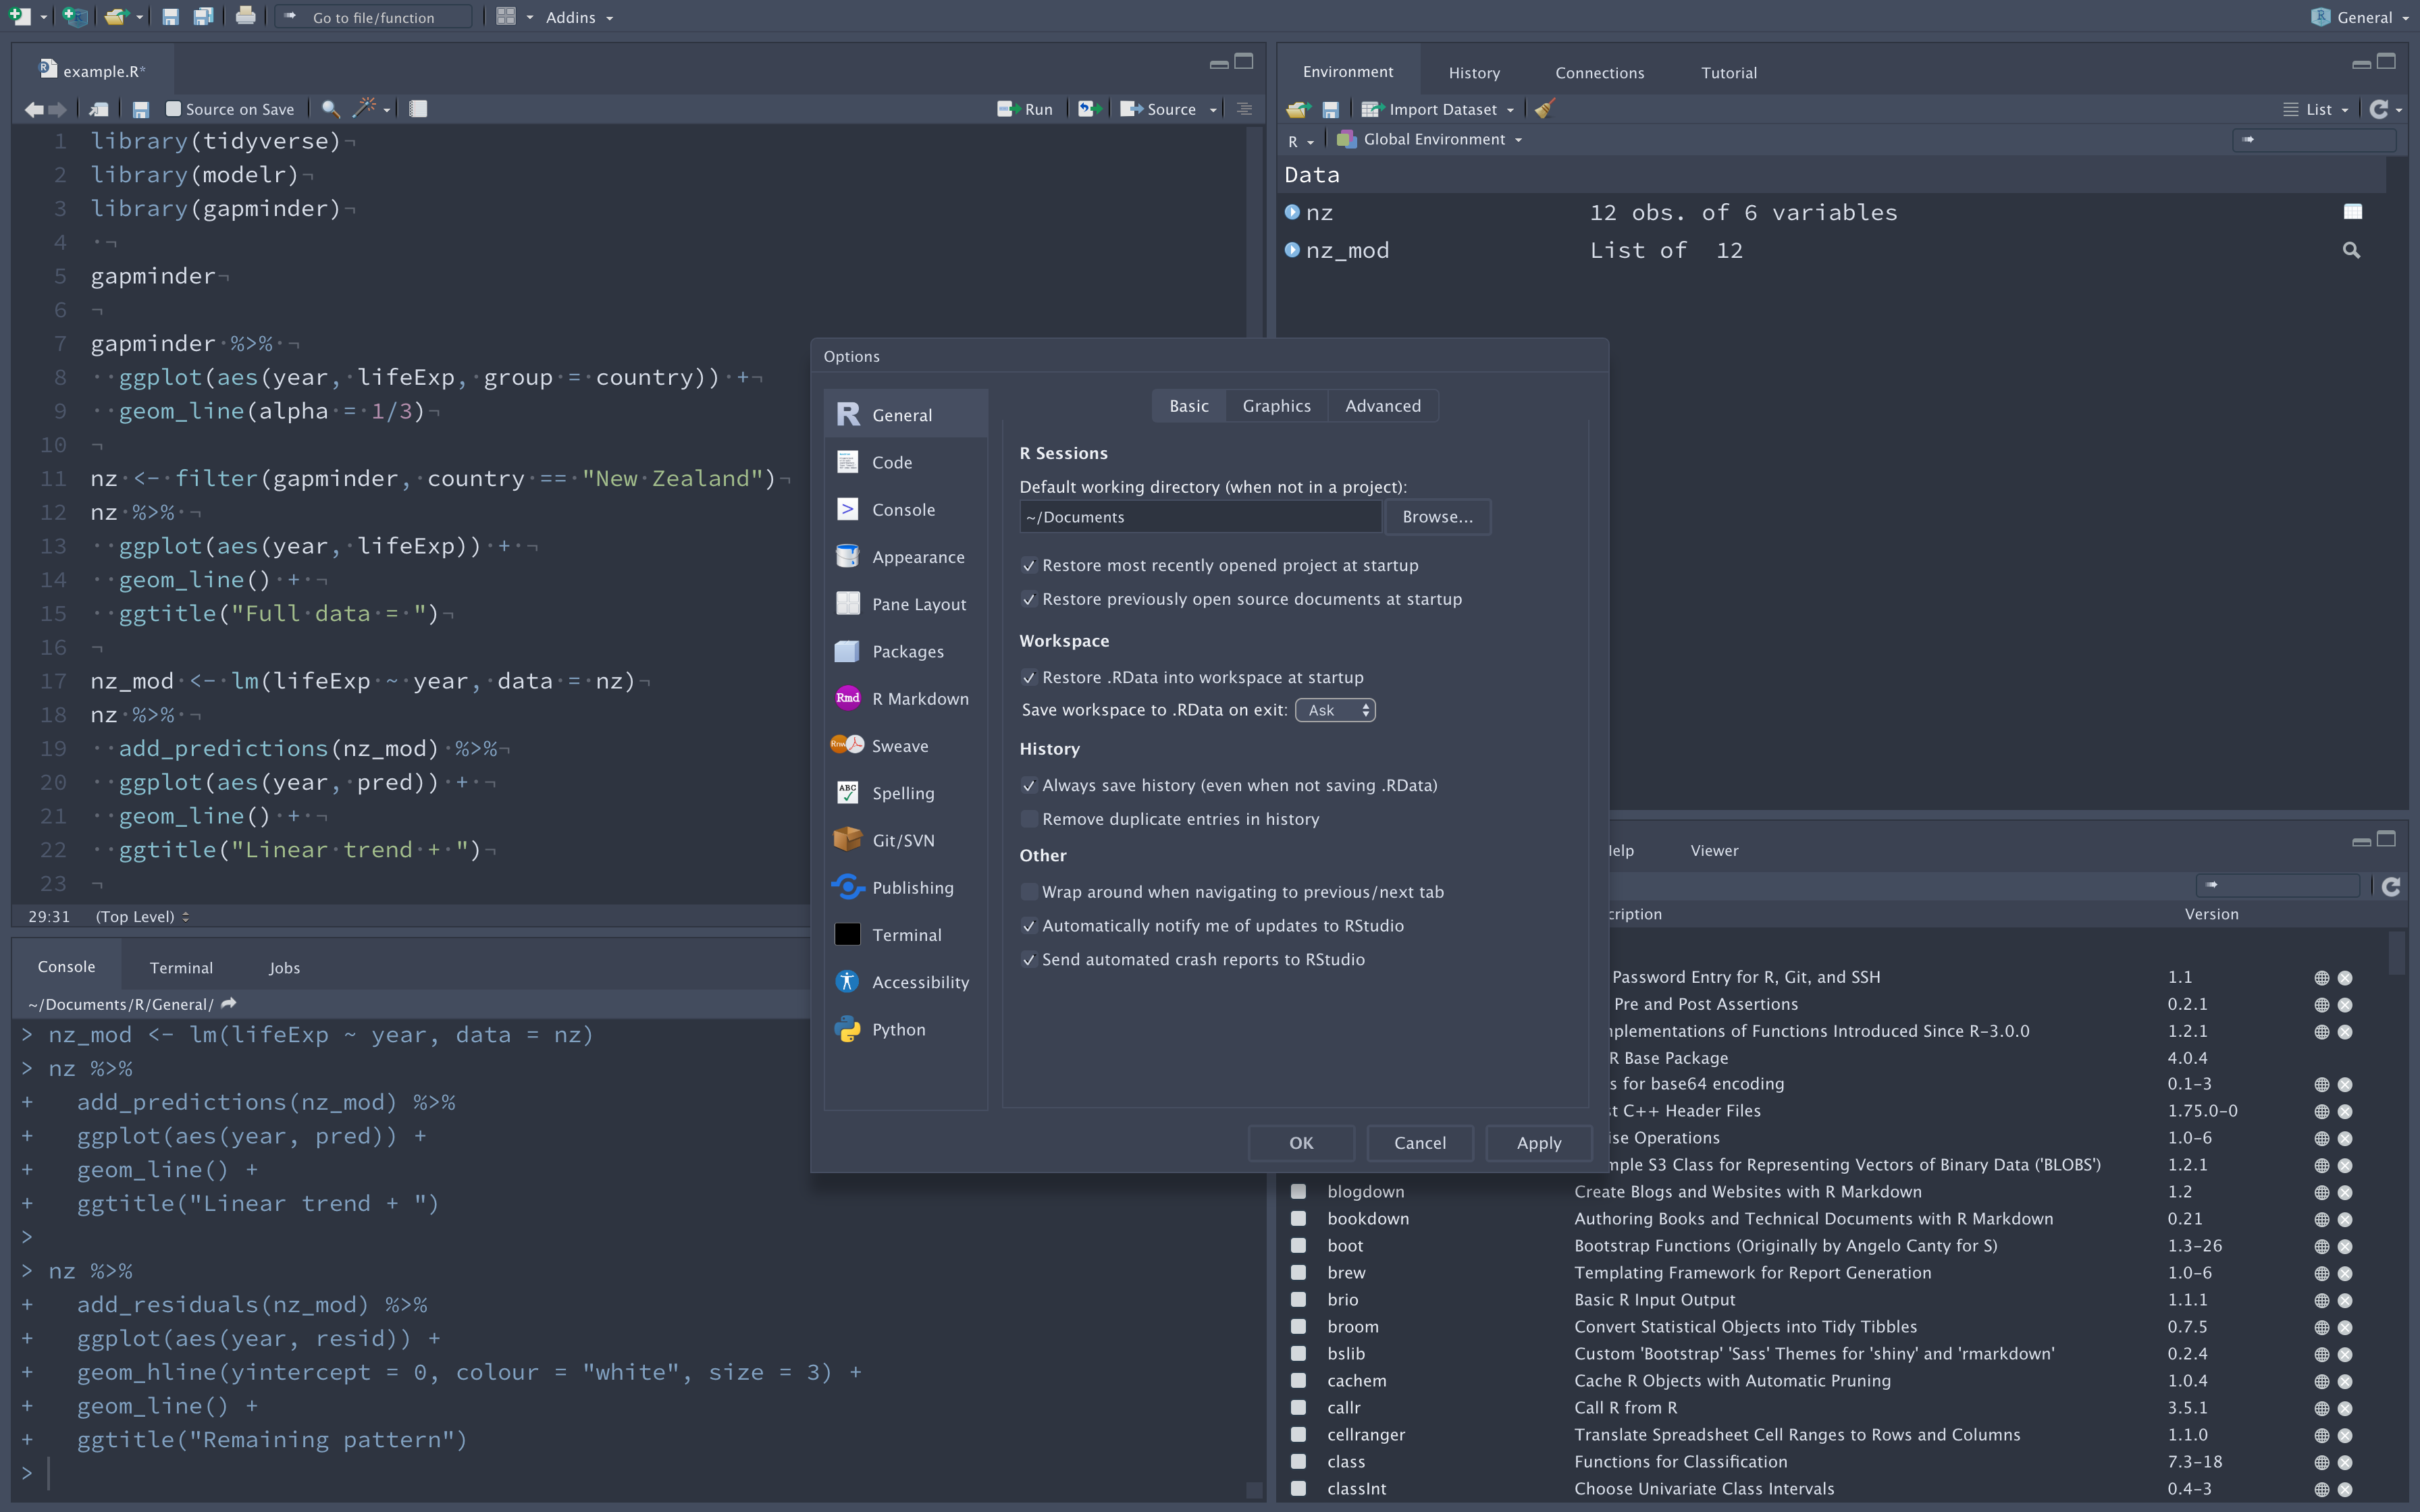 Go to file/function
Addins
General
example.R*
Source on Save
Run
Source
1 library(tidyverse)¬
2 library(modelr)¬
3 library(gapminder)¬
4 ·¬
5 gapminder¬
6 ¬
7 gapminder·%>%·¬
8 ··ggplot(aes(year,·lifeExp,·group·=·country))·+¬
9 ··geom_line(alpha·=·1/3)¬
10 ¬
11 nz·<-·filter(gapminder,·country·==·"New·Zealand")¬
12 nz·%>%·¬
13 ··ggplot(aes(year,·lifeExp))·+·¬
14 ··geom_line()·+·¬
15 ··ggtitle("Full·data·=·")¬
16 ¬
17 nz_mod·<-·lm(lifeExp·~·year,·data·=·nz)¬
18 nz·%>%·¬
19 ··add_predictions(nz_mod)·%>%¬
20 ··ggplot(aes(year,·pred))·+·¬
21 ··geom_line()·+·¬
22 ··ggtitle("Linear·trend·+·")¬
23 ¬
29:31 (Top Level)
Console Terminal Jobs
~/Documents/R/General/
> nz_mod <- lm(lifeExp ~ year, data = nz)
> nz %>%
+ add_predictions(nz_mod) %>%
+ ggplot(aes(year, pred)) +
+ geom_line() +
+ ggtitle("Linear trend + ")
>
> nz %>%
+ add_residuals(nz_mod) %>%
+ ggplot(aes(year, resid)) +
+ geom_hline(yintercept = 0, colour = "white", size = 3) +
+ geom_line() +
+ ggtitle("Remaining pattern")
>
Environment History Connections Tutorial
Import Dataset
List
R
Global Environment
Data
nz 12 obs. of 6 variables
nz_mod List of 12
Options
R General
Code
> Console
Appearance
Pane Layout
Packages
Rmd R Markdown
Rnw Sweave
ABC Spelling
Git/SVN
Publishing
Terminal
Accessibility
Python
Basic Graphics Advanced
R Sessions
Default working directory (when not in a project):
~/Documents Browse...
Restore most recently opened project at startup
Restore previously open source documents at startup
Workspace
Restore .RData into workspace at startup
Save workspace to .RData on exit: Ask
History
Always save history (even when not saving .RData)
Remove duplicate entries in history
Other
Wrap around when navigating to previous/next tab
Automatically notify me of updates to RStudio
Send automated crash reports to RStudio
OK Cancel Apply
elp Viewer
cription Version
Password Entry for R, Git, and SSH 1.1
Pre and Post Assertions 0.2.1
mplementations of Functions Introduced Since R-3.0.0 1.2.1
R Base Package 4.0.4
s for base64 encoding 0.1-3
st C++ Header Files 1.75.0-0
ise Operations 1.0-6
mple S3 Class for Representing Vectors of Binary Data ('BLOBS') 1.2.1
blogdown Create Blogs and Websites with R Markdown 1.2
bookdown Authoring Books and Technical Documents with R Markdown 0.21
boot Bootstrap Functions (Originally by Angelo Canty for S) 1.3-26
brew Templating Framework for Report Generation 1.0-6
brio Basic R Input Output 1.1.1
broom Convert Statistical Objects into Tidy Tibbles 0.7.5
bslib Custom 'Bootstrap' 'Sass' Themes for 'shiny' and 'rmarkdown' 0.2.4
cachem Cache R Objects with Automatic Pruning 1.0.4
callr Call R from R 3.5.1
cellranger Translate Spreadsheet Cell Ranges to Rows and Columns 1.1.0
class Functions for Classification 7.3-18
classInt Choose Univariate Class Intervals 0.4-3